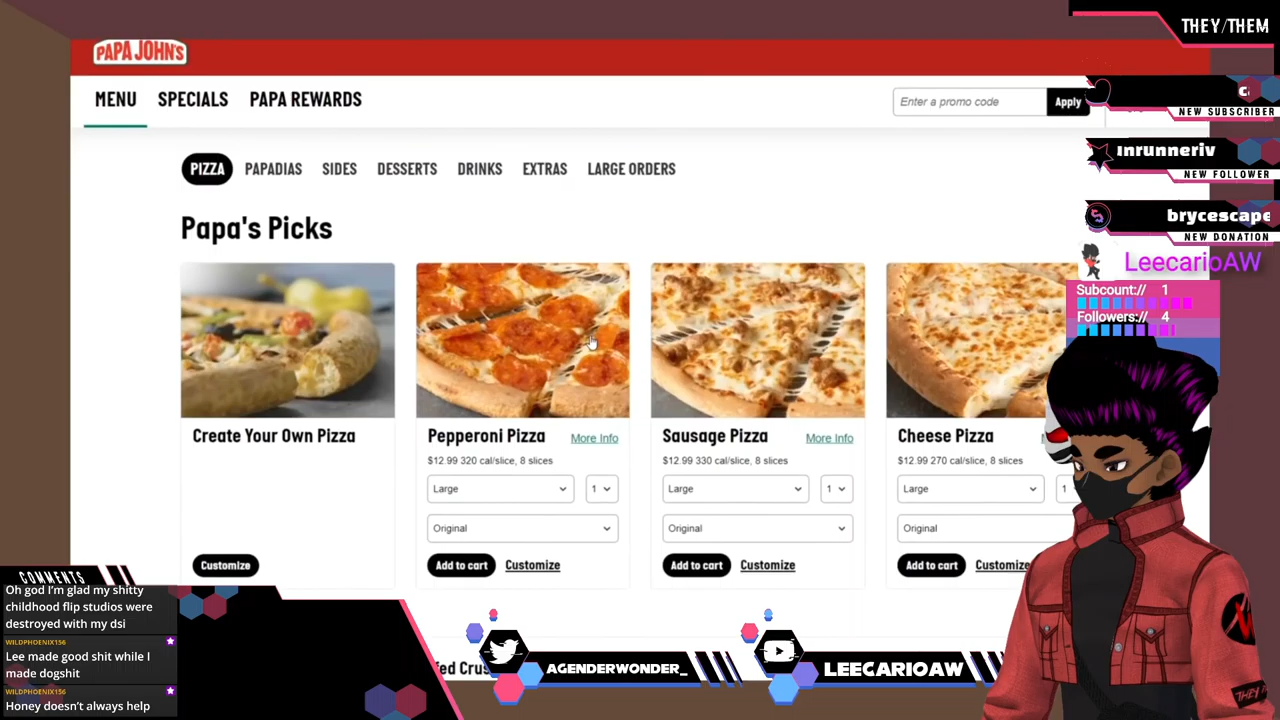 PAPA JOHN'S
THEY/THEM
MENU SPECIALS PAPA REWARDS
Enter a promo code Apply
NEW SUBSCRIBER
PIZZA PAPADIAS SIDES DESSERTS DRINKS EXTRAS LARGE ORDERS
NEW FOLLOWER
Papa's Picks
brycescape
NEW DONATION
LeecarioAW
Subcount:// 1
Followers:// 4
Create Your Own Pizza
Customize
Pepperoni Pizza More Info
$12.99 320 cal/slice, 8 slices
Large 1
Original
Add to cart Customize
Sausage Pizza More Info
$12.99 330 cal/slice, 8 slices
Large 1
Original
Add to cart Customize
Cheese Pizza
$12.99 270 cal/slice, 8 slices
Large 1
Original
Add to cart Customize
COMMENTS
Oh god I'm glad my shitty
childhood flip studios were
destroyed with my dsi
WILDPHOENIX156
Lee made good shit while I
made dogshit
WILDPHOENIX156
Honey doesn't always help
AGENDERWONDER_
LEECARIOAW